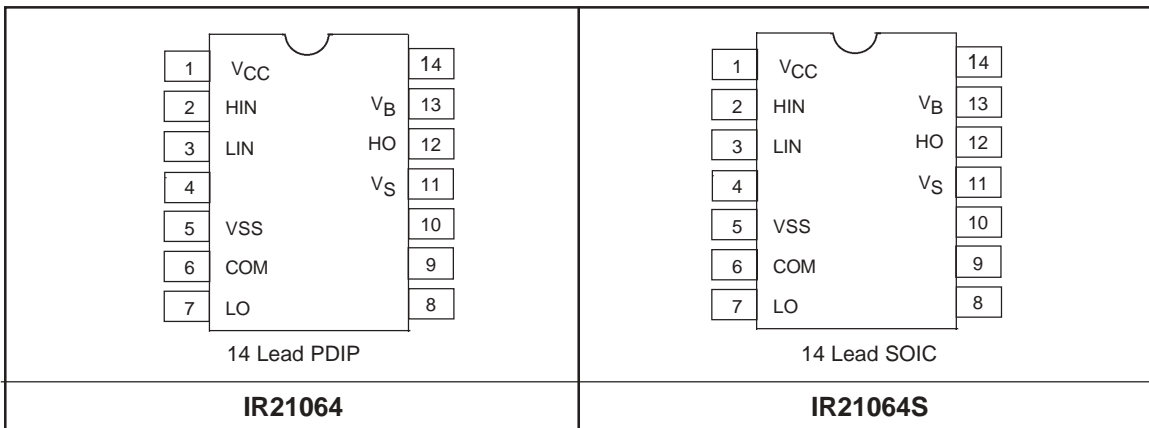 1 VCC 14
2 HIN VB 13
3 LIN HO 12
4 VS 11
5 VSS 10
6 COM 9
7 LO 8
14 Lead PDIP
IR21064
1 VCC 14
2 HIN VB 13
3 LIN HO 12
4 VS 11
5 VSS 10
6 COM 9
7 LO 8
14 Lead SOIC
IR21064S